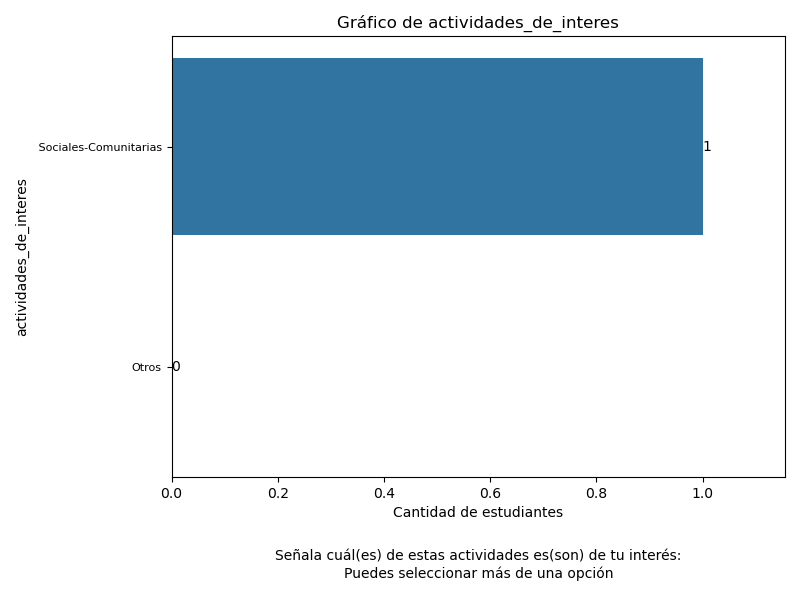 Gráfico de actividades_de_interes
Sociales-Comunitarias
1
actividades_de_interes
Otros
0
0.0 0.2 0.4 0.6 0.8 1.0
Cantidad de estudiantes
Señala cuál(es) de estas actividades es(son) de tu interés:
Puedes seleccionar más de una opción